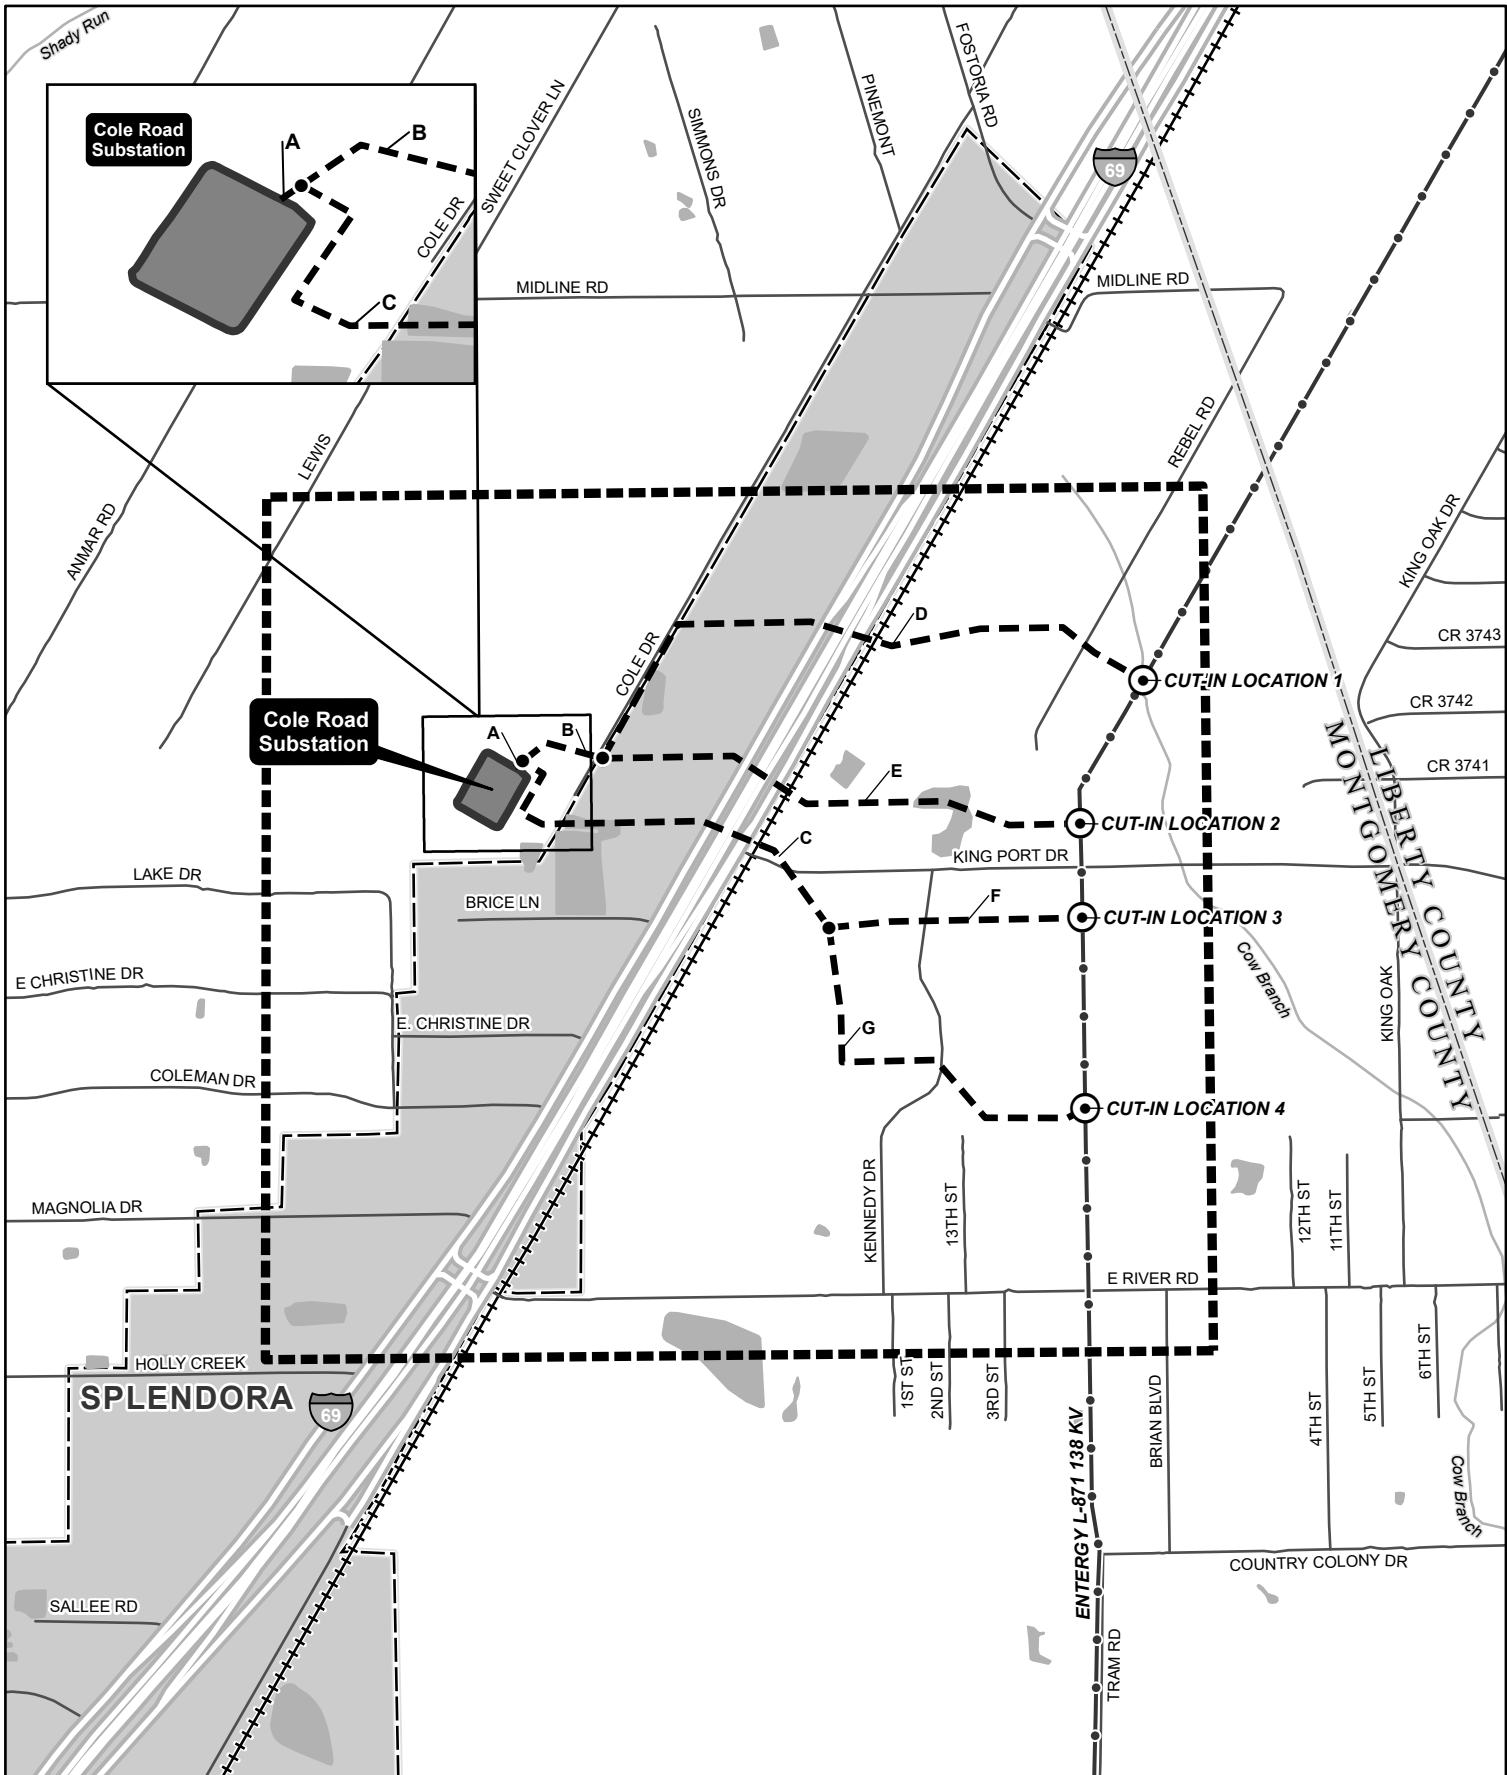 Shady Run
FOSTORIA RD
PINEMONT
SIMMONS DR
SWEET CLOVER LN
Cole Road
Substation
A
B
C
COLE DR
69
MIDLINE RD
MIDLINE RD
REBEL RD
LEWIS
ANMAR RD
KING OAK DR
D
COLE DR
CR 3743
CUT-IN LOCATION 1
CR 3742
Cole Road
Substation
A
B
E
CR 3741
LIBERTY COUNTY
MONTGOMERY COUNTY
CUT-IN LOCATION 2
C
KING PORT DR
LAKE DR
BRICE LN
F
CUT-IN LOCATION 3
Cow Branch
E CHRISTINE DR
KING OAK
E. CHRISTINE DR
G
COLEMAN DR
CUT-IN LOCATION 4
MAGNOLIA DR
KENNEDY DR
13TH ST
12TH ST
11TH ST
E RIVER RD
HOLLY CREEK
SPLENDORA
69
1ST ST
2ND ST
3RD ST
ENTERGY L-871 138 KV
BRIAN BLVD
4TH ST
5TH ST
6TH ST
Cow Branch
COUNTRY COLONY DR
SALLEE RD
TRAM RD